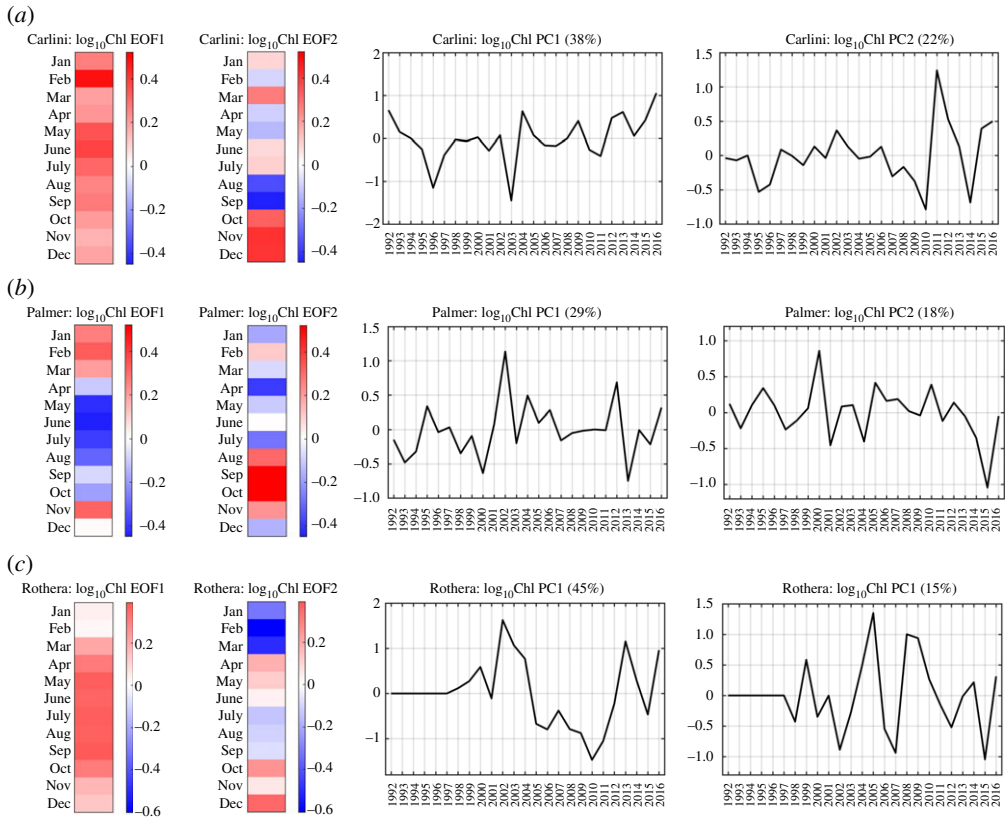 (a)
Carlini: log10Chl EOF1
Jan
Feb
Mar
Apr
May
June
July
Aug
Sep
Oct
Nov
Dec
0.4
0.2
0
−0.2
−0.4
Carlini: log10Chl EOF2
Jan
Feb
Mar
Apr
May
June
July
Aug
Sep
Oct
Nov
Dec
0.4
0.2
0
−0.2
−0.4
Carlini: log10Chl PC1 (38%)
2
1
0
−1
−2
1992 1993 1994 1995 1996 1997 1998 1999 2000 2001 2002 2003 2004 2005 2006 2007 2008 2009 2010 2011 2012 2013 2014 2015 2016
Carlini: log10Chl PC2 (22%)
1.5
1.0
0.5
0
−0.5
−1.0
1992 1993 1994 1995 1996 1997 1998 1999 2000 2001 2002 2003 2004 2005 2006 2007 2008 2009 2010 2011 2012 2013 2014 2015 2016
(b)
Palmer: log10Chl EOF1
Jan
Feb
Mar
Apr
May
June
July
Aug
Sep
Oct
Nov
Dec
0.4
0.2
0
−0.2
−0.4
Palmer: log10Chl EOF2
Jan
Feb
Mar
Apr
May
June
July
Aug
Sep
Oct
Nov
Dec
0.4
0.2
0
−0.2
−0.4
Palmer: log10Chl PC1 (29%)
1.5
1.0
0.5
0
−0.5
−1.0
1992 1993 1994 1995 1996 1997 1998 1999 2000 2001 2002 2003 2004 2005 2006 2007 2008 2009 2010 2011 2012 2013 2014 2015 2016
Palmer: log10Chl PC2 (18%)
1.0
0.5
0
−0.5
−1.0
1992 1993 1994 1995 1996 1997 1998 1999 2000 2001 2002 2003 2004 2005 2006 2007 2008 2009 2010 2011 2012 2013 2014 2015 2016
(c)
Rothera: log10Chl EOF1
Jan
Feb
Mar
Apr
May
June
July
Aug
Sep
Oct
Nov
Dec
0.2
0
−0.2
−0.4
−0.6
Rothera: log10Chl EOF2
Jan
Feb
Mar
Apr
May
June
July
Aug
Sep
Oct
Nov
Dec
0.2
0
−0.2
−0.4
−0.6
Rothera: log10Chl PC1 (45%)
2
1
0
−1
1992 1993 1994 1995 1996 1997 1998 1999 2000 2001 2002 2003 2004 2005 2006 2007 2008 2009 2010 2011 2012 2013 2014 2015 2016
Rothera: log10Chl PC1 (15%)
1.5
1.0
0.5
0
−0.5
−1.0
1992 1993 1994 1995 1996 1997 1998 1999 2000 2001 2002 2003 2004 2005 2006 2007 2008 2009 2010 2011 2012 2013 2014 2015 2016